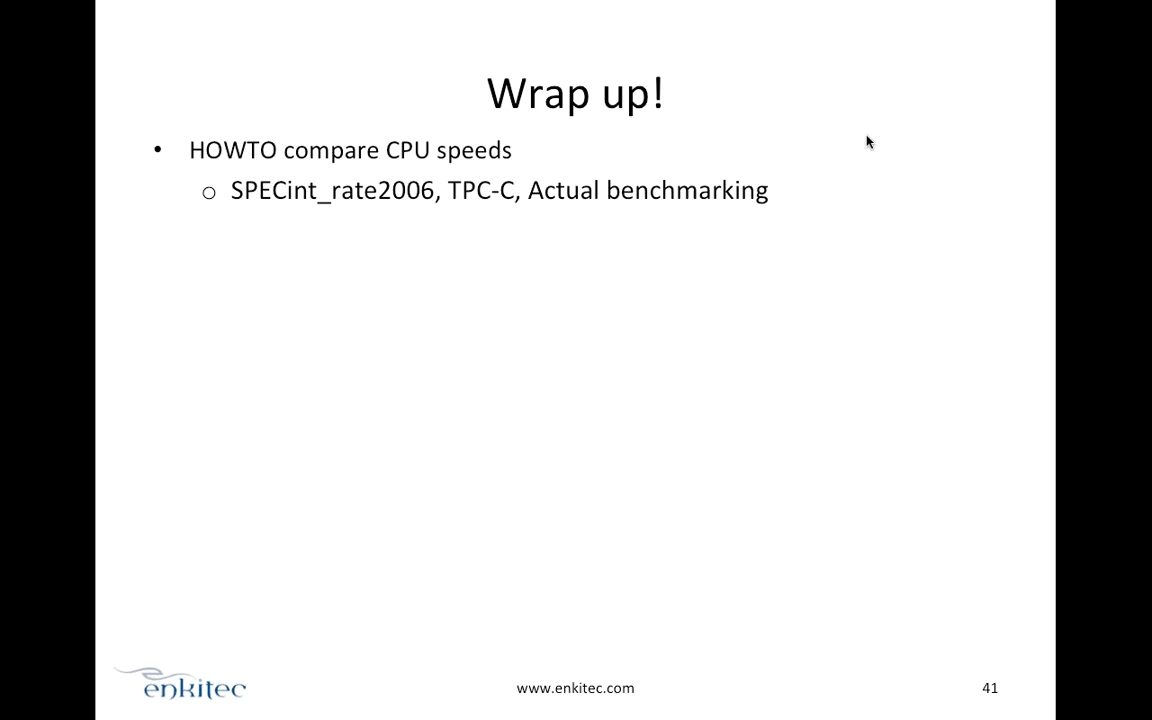 Wrap up!
• HOWTO compare CPU speeds
o SPECint_rate2006, TPC-C, Actual benchmarking
enkitec
www.enkitec.com
41